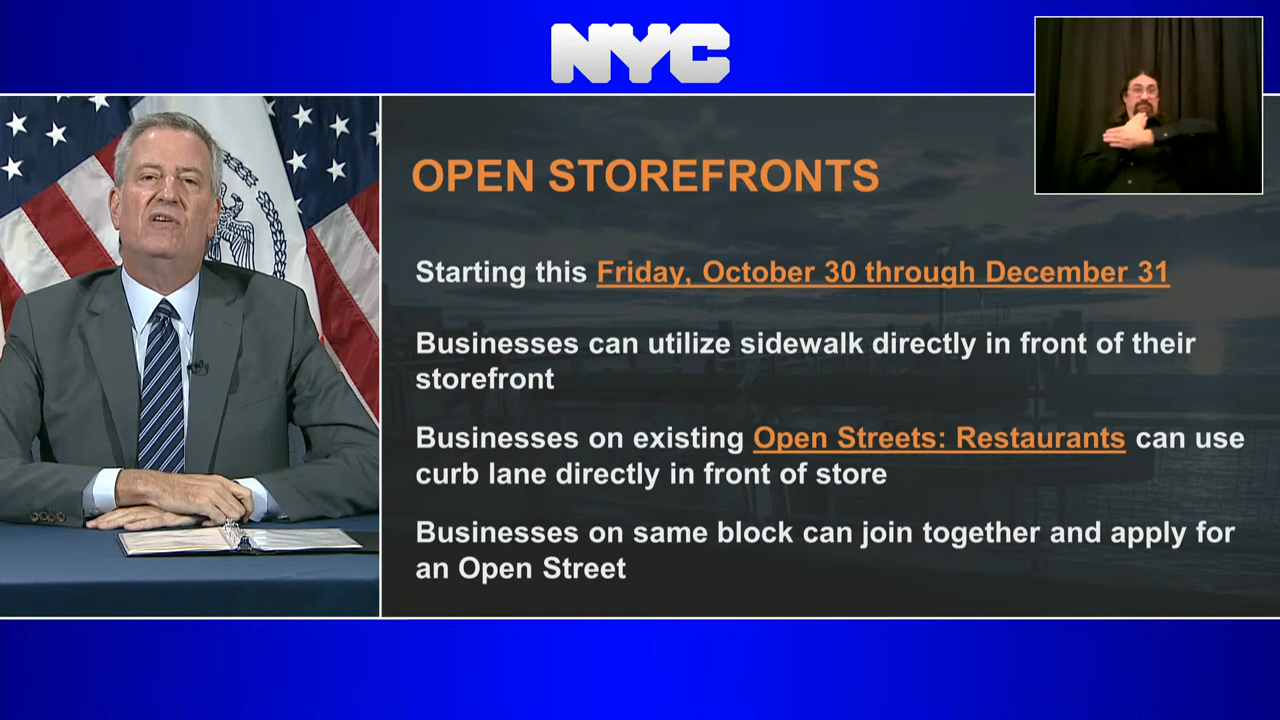 NYC
OPEN STOREFRONTS
Starting this Friday, October 30 through December 31
Businesses can utilize sidewalk directly in front of their
storefront
Businesses on existing Open Streets: Restaurants can use
curb lane directly in front of store
Businesses on same block can join together and apply for
an Open Street